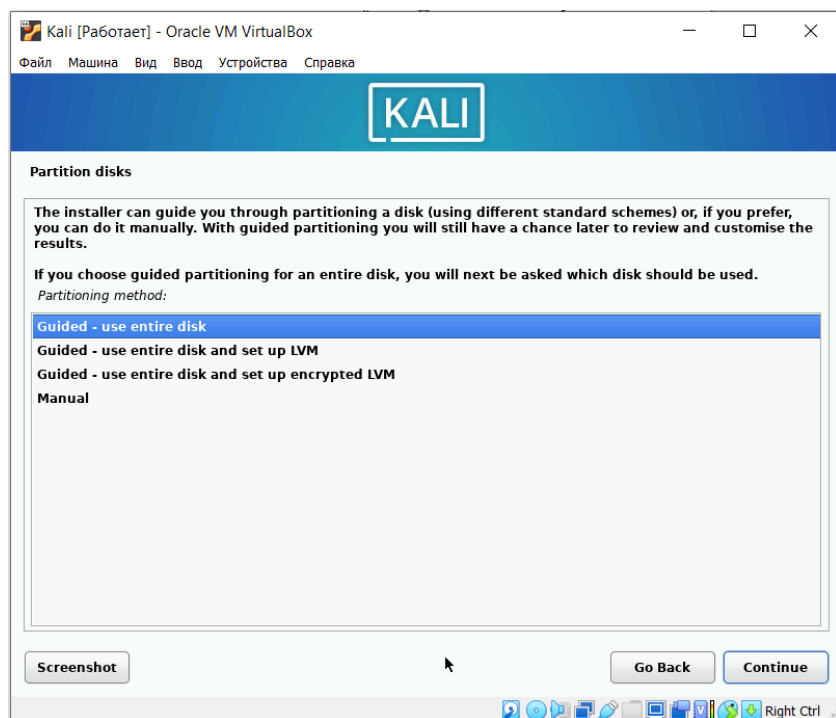 Kali [Работает] - Oracle VM VirtualBox
Файл Машина Вид Ввод Устройства Справка
KALI
Partition disks
The installer can guide you through partitioning a disk (using different standard schemes) or, if you prefer,
you can do it manually. With guided partitioning you will still have a chance later to review and customise the
results.
If you choose guided partitioning for an entire disk, you will next be asked which disk should be used.
Partitioning method:
Guided - use entire disk
Guided - use entire disk and set up LVM
Guided - use entire disk and set up encrypted LVM
Manual
Screenshot Go Back Continue
Right Ctrl